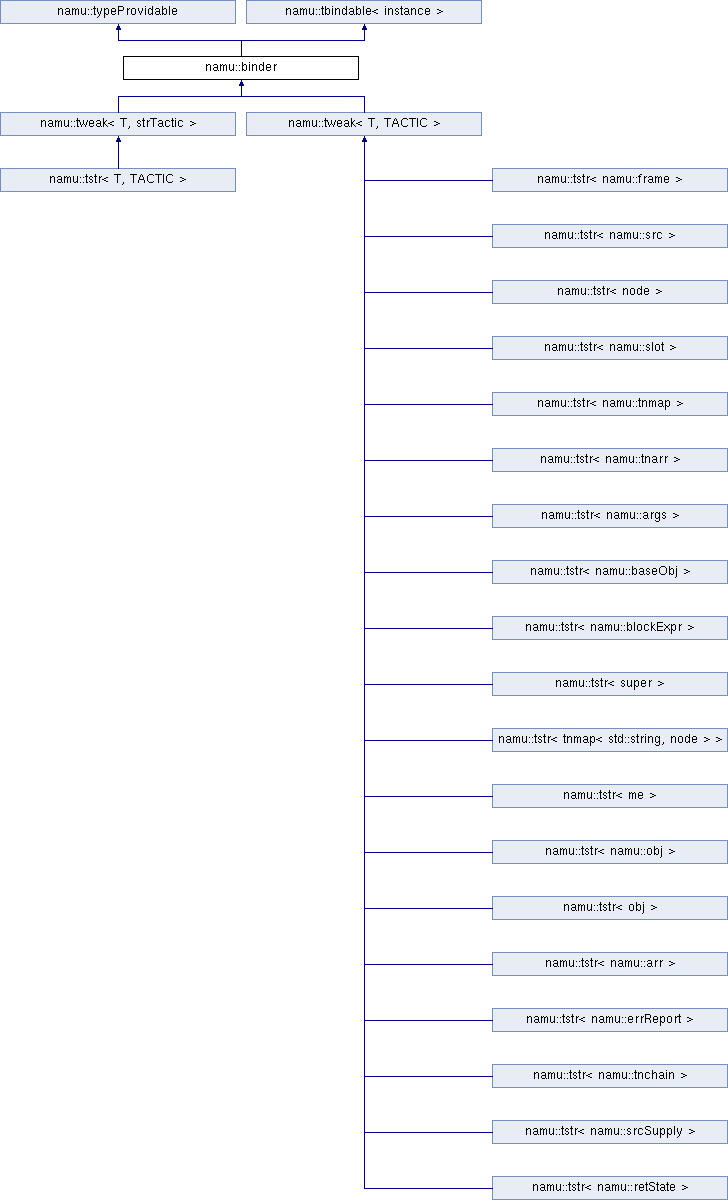 namu::typeProvidable
namu::tbindable< instance >
namu::binder
namu::tweak< T, strTactic >
namu::tweak< T, TACTIC >
namu::tstr< T, TACTIC >
namu::tstr< namu::frame >
namu::tstr< namu::src >
namu::tstr< node >
namu::tstr< namu::slot >
namu::tstr< namu::tnmap >
namu::tstr< namu::tnarr >
namu::tstr< namu::args >
namu::tstr< namu::baseObj >
namu::tstr< namu::blockExpr >
namu::tstr< super >
namu::tstr< tnmap< std::string, node > >
namu::tstr< me >
namu::tstr< namu::obj >
namu::tstr< obj >
namu::tstr< namu::arr >
namu::tstr< namu::errReport >
namu::tstr< namu::tnchain >
namu::tstr< namu::srcSupply >
namu::tstr< namu::retState >